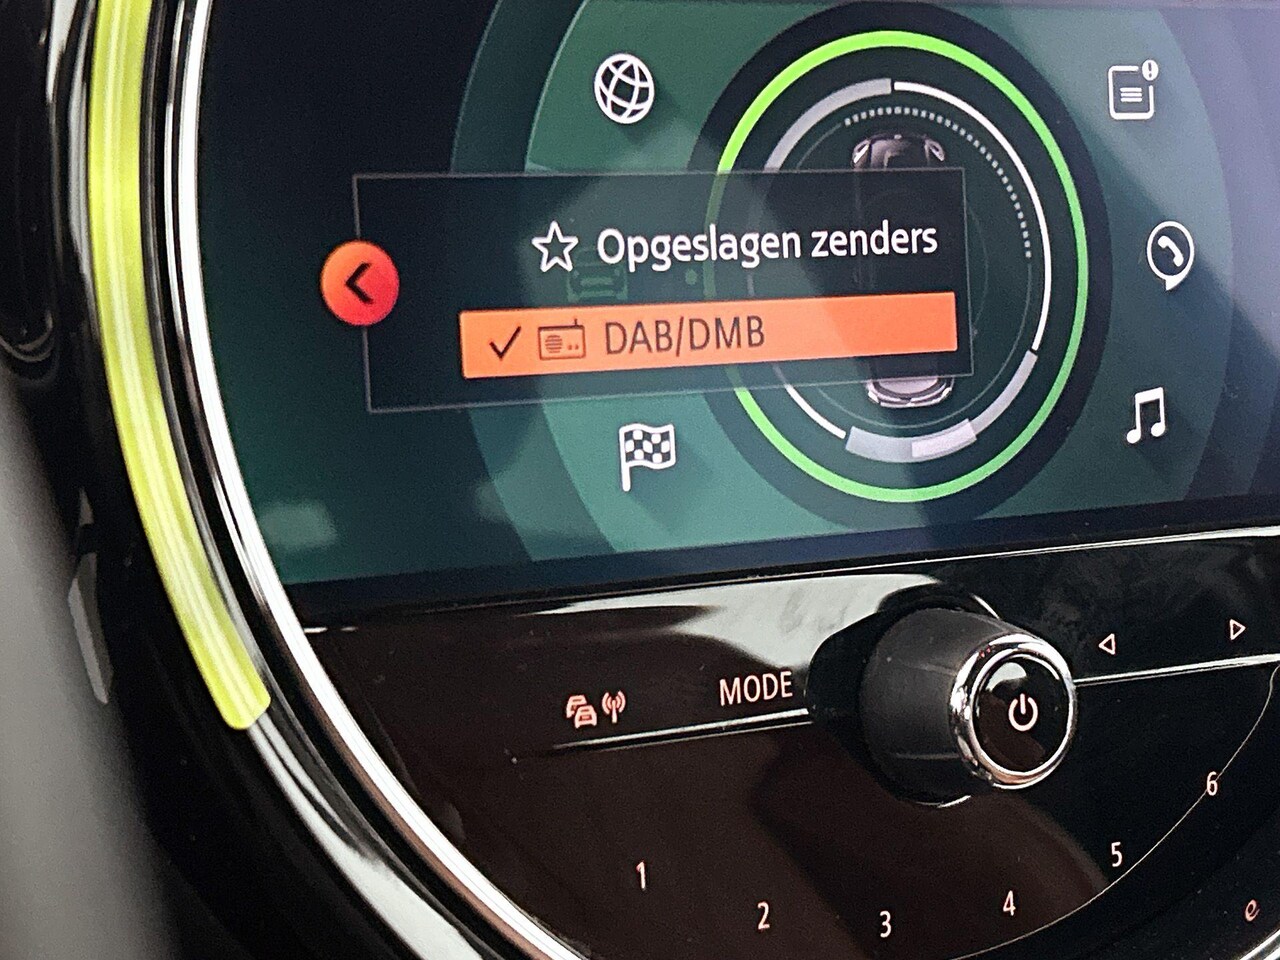 Opgeslagen zenders
DAB/DMB
MODE
1
2
3
4
5
6
e